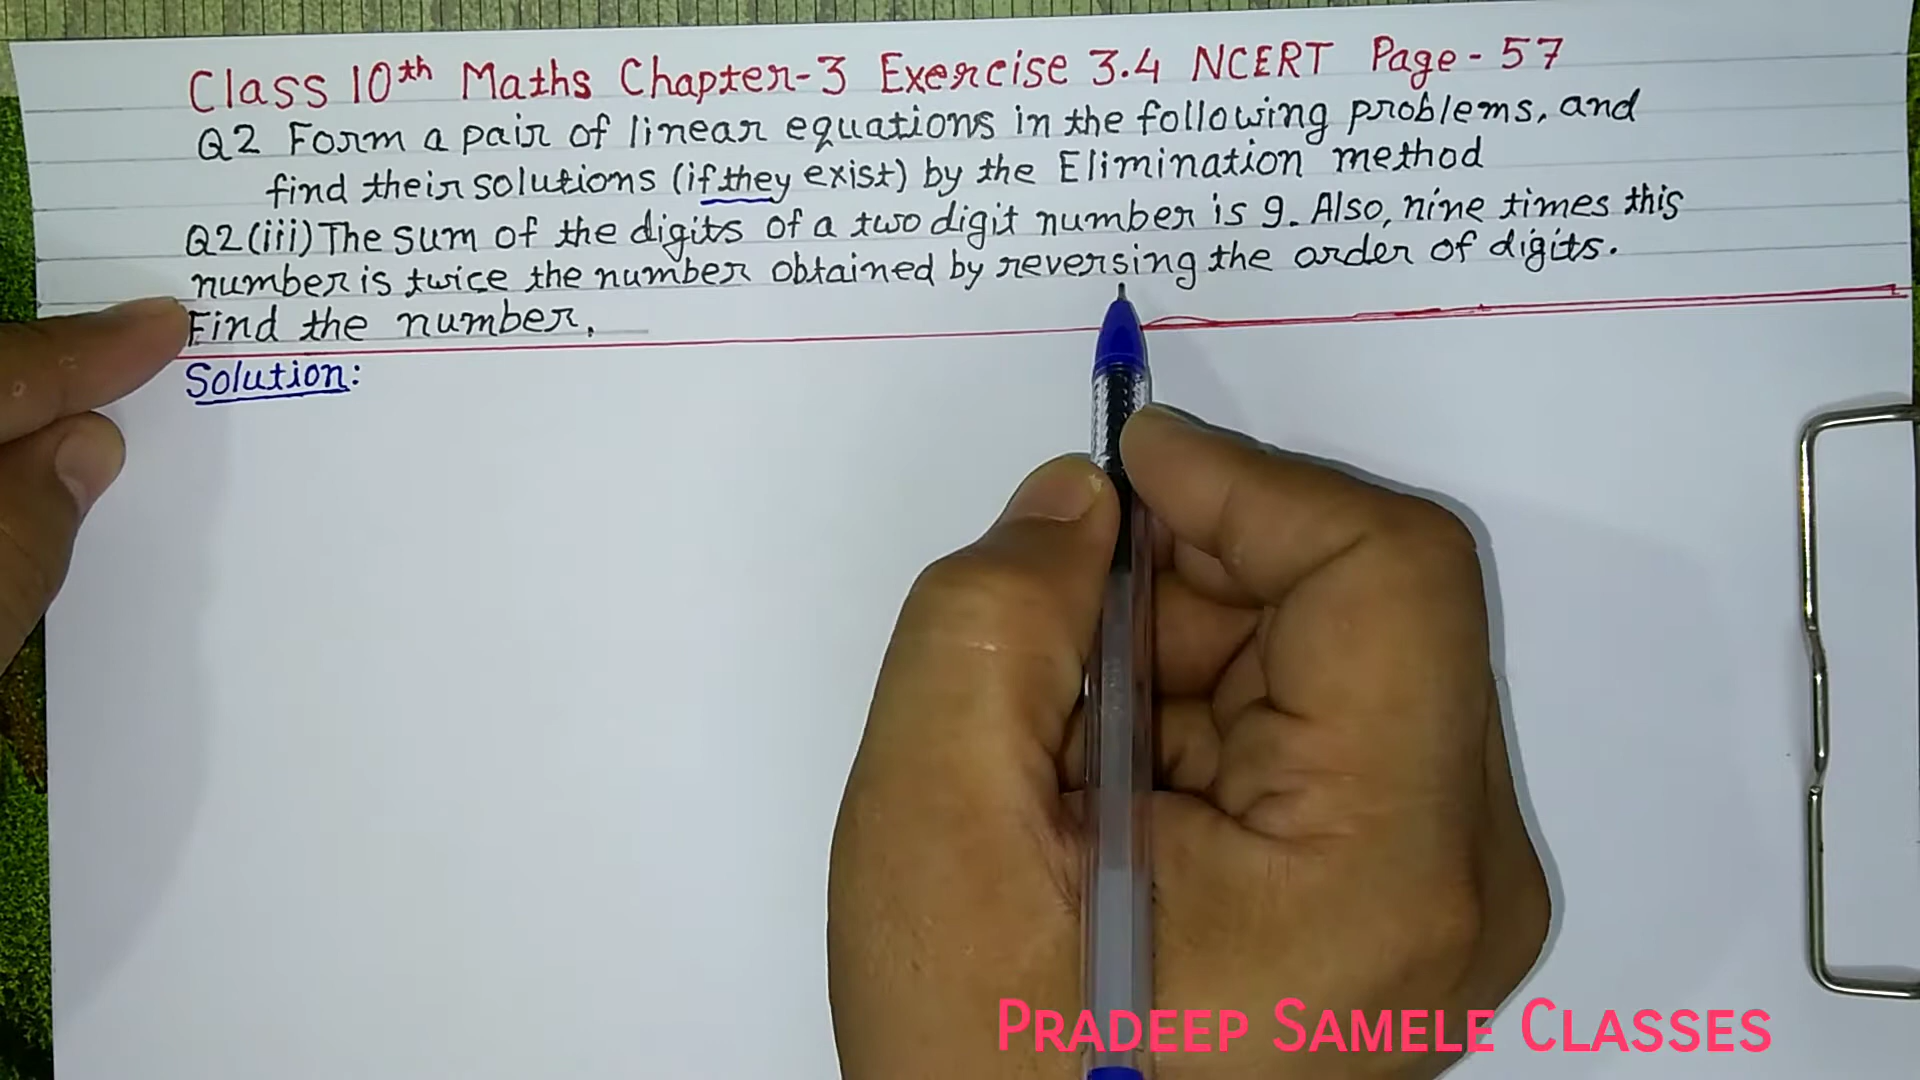 Class 10th Maths Chapter-3 Exercise 3.4 NCERT Page-57
Q2 Form a pair of linear equations in the following problems, and
find their solutions (if they exist) by the Elimination method
Q2(iii) The sum of the digits of a two digit number is 9. Also, nine times this
number is twice the number obtained by reversing the order of digits.
Find the number.
Solution:
PRADEEP SAMELE CLASSES